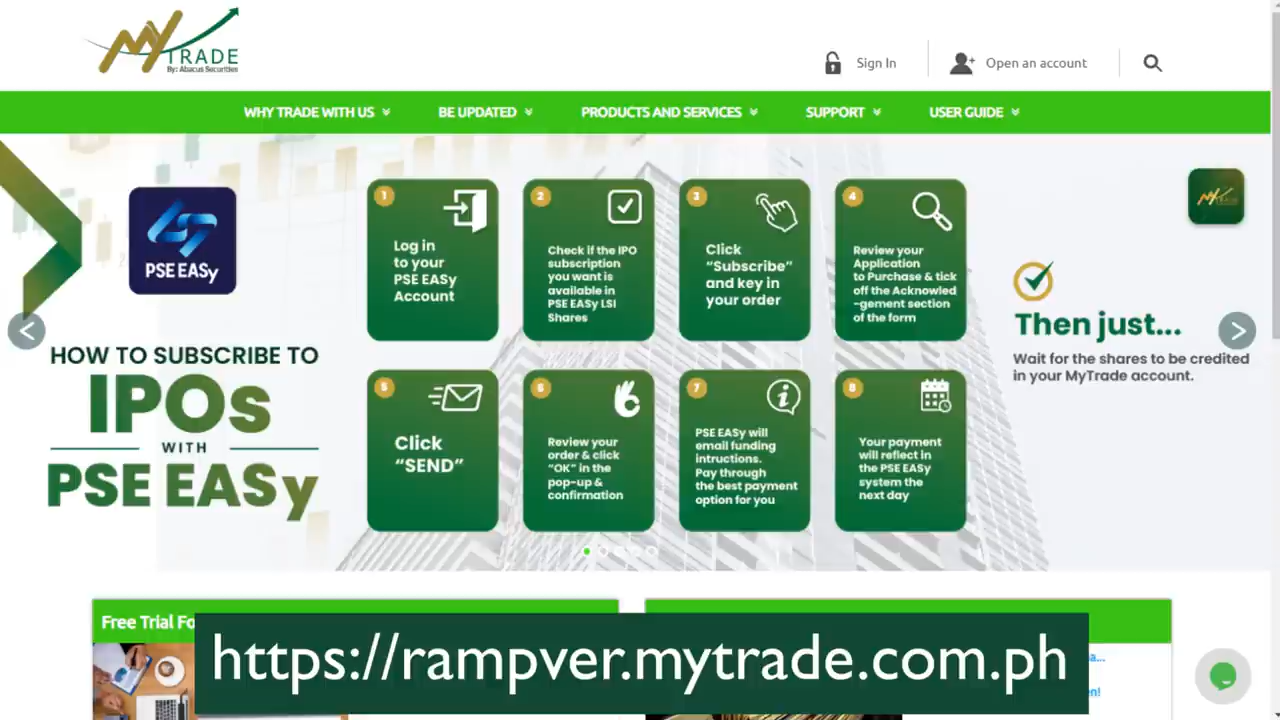 MY TRADE
By: Abacus Securities
Sign In
Open an account
WHY TRADE WITH US
BE UPDATED
PRODUCTS AND SERVICES
SUPPORT
USER GUIDE
PSE EASy
HOW TO SUBSCRIBE TO
IPOs
WITH
PSE EASy
1
Log in
to your
PSE EASy
Account
2
Check if the IPO
subscription
you want is
available in
PSE EASy LSI
Shares
3
Click
“Subscribe”
and key in
your order
4
Review your
Application
to Purchase & tick
off the Acknowled
-gement section
of the form
5
Click
“SEND”
6
Review your
order & click
“OK” in the
pop-up &
confirmation
7
PSE EASy will
email funding
intructions.
Pay through
the best payment
option for you
8
Your payment
will reflect in
the PSE EASy
system the
next day
MY TRADE
Then just...
Wait for the shares to be credited
in your MyTrade account.
Free Trial
https://rampver.mytrade.com.ph